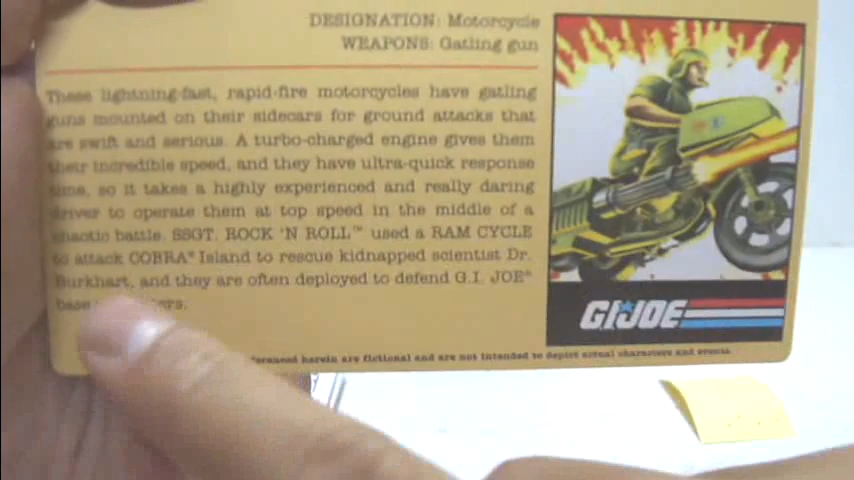 DESIGNATION: Motorcycle
WEAPONS: Gatling gun
These lightning-fast, rapid-fire motorcycles have gatling
guns mounted on their sidecars for ground attacks that
are swift and serious. A turbo-charged engine gives them
their incredible speed, and they have ultra-quick response
time, so it takes a highly experienced and really daring
driver to operate them at top speed in the middle of a
chaotic battle. SSGT. ROCK 'N ROLL™ used a RAM CYCLE
to attack COBRA® Island to rescue kidnapped scientist Dr.
Burkhart, and they are often deployed to defend G.I. JOE®
base
GI JOE
herein are fictional and are not intended to depict actual characters and events.